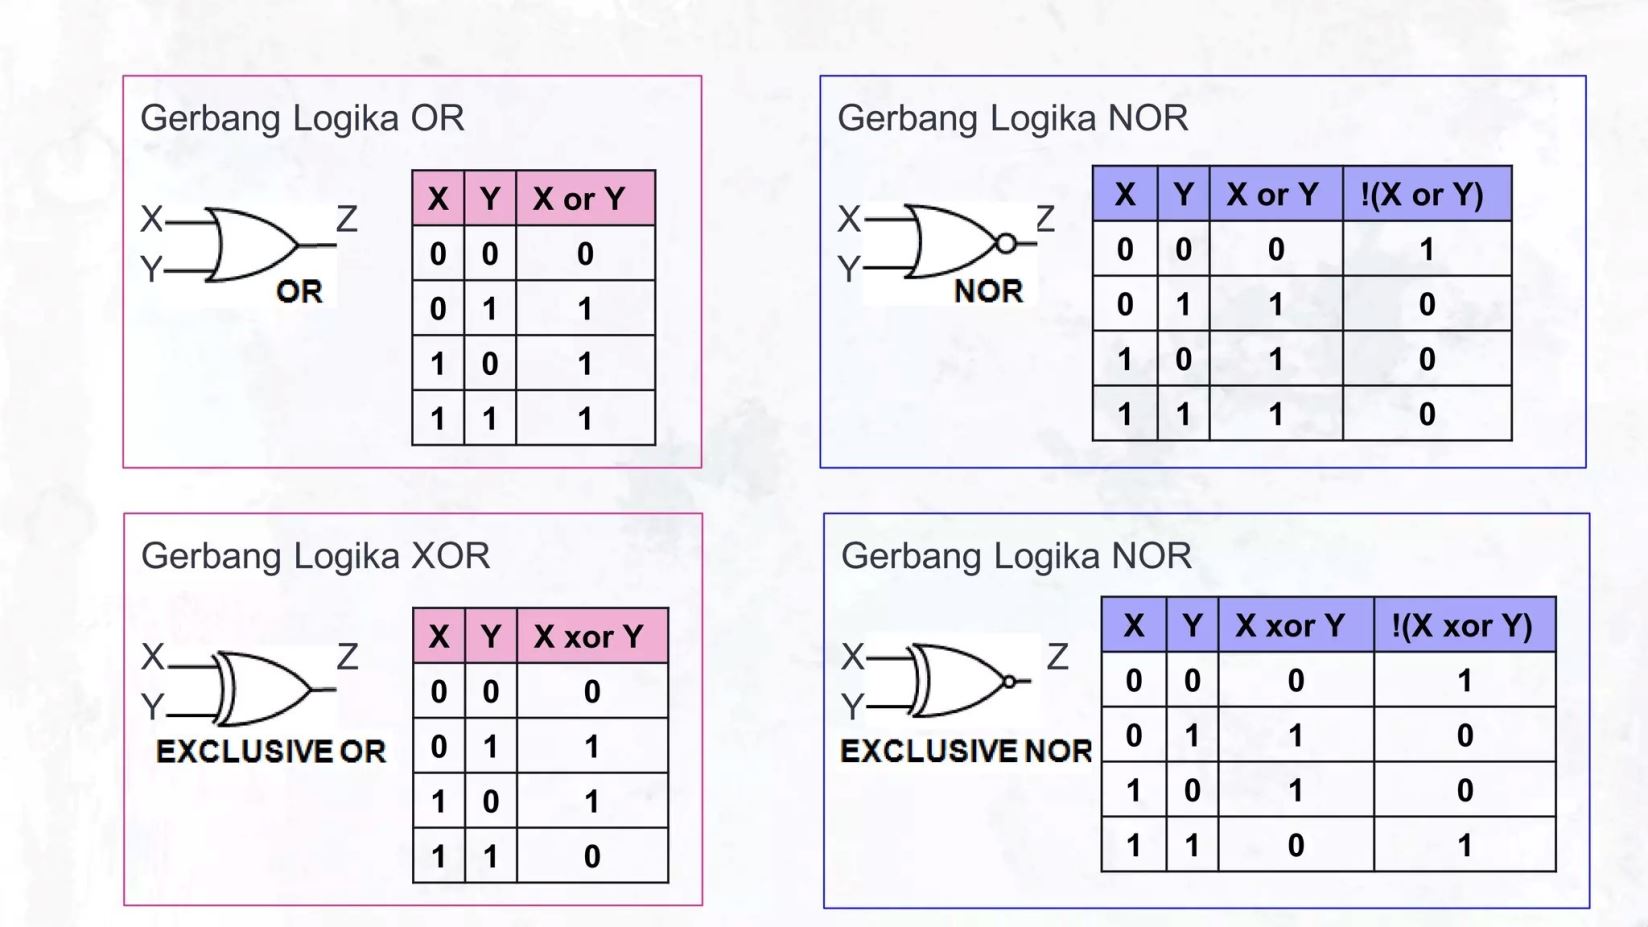 Gerbang Logika OR
X
Y
Z
OR
X Y X or Y
0 0 0
0 1 1
1 0 1
1 1 1
Gerbang Logika NOR
X
Y
Z
NOR
X Y X or Y !(X or Y)
0 0 0 1
0 1 1 0
1 0 1 0
1 1 1 0
Gerbang Logika XOR
X
Y
Z
EXCLUSIVE OR
X Y X xor Y
0 0 0
0 1 1
1 0 1
1 1 0
Gerbang Logika NOR
X
Y
Z
EXCLUSIVE NOR
X Y X xor Y !(X xor Y)
0 0 0 1
0 1 1 0
1 0 1 0
1 1 0 1